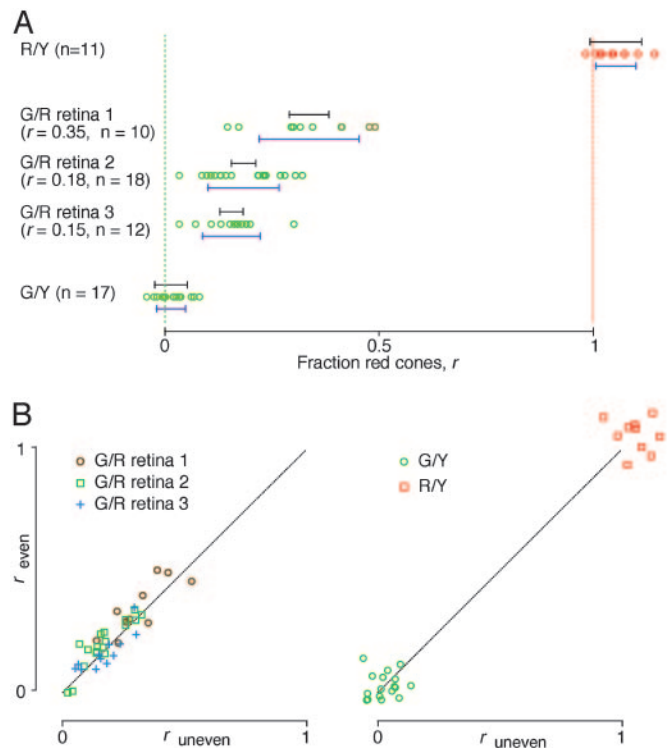 A
R/Y (n=11)
G/R retina 1
(r = 0.35, n = 10)
G/R retina 2
(r = 0.18, n = 18)
G/R retina 3
(r = 0.15, n = 12)
G/Y (n = 17)
0 0.5 1
Fraction red cones, r
B
1
G/R retina 1
G/R retina 2
G/R retina 3
G/Y
R/Y
r even
0
0 r uneven 1
0 r uneven 1